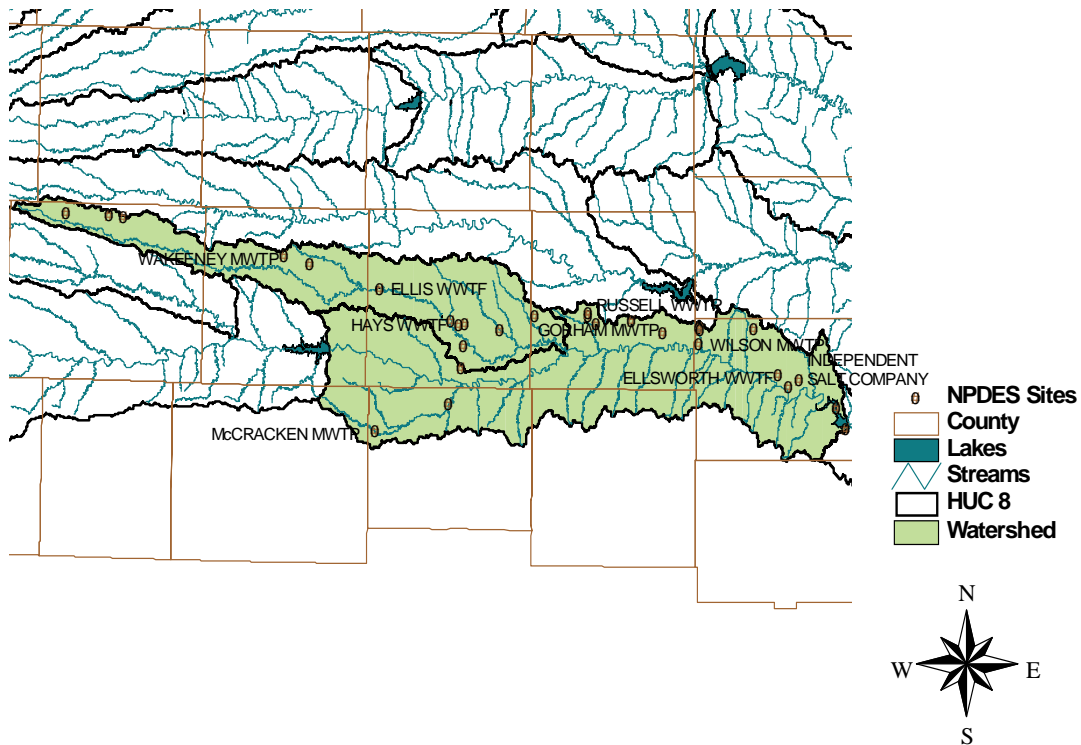 WAKEENEY MWTP
ELLIS WWTF
HAYS WWTF
RUSSELL WWTP
GORHAM MWTP
WILSON MWTP
INDEPENDENT
SALT COMPANY
ELLSWORTH WWTF
McCRACKEN MWTP
NPDES Sites
County
Lakes
Streams
HUC 8
Watershed
N
W
E
S